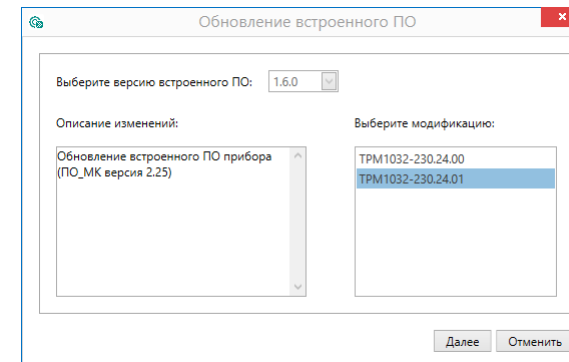 Обновление встроенного ПО
Выберите версию встроенного ПО: 1.6.0
Описание изменений:
Обновление встроенного ПО прибора
(ПО_МК версия 2.25)
Выберите модификацию:
ТРМ1032-230.24.00
ТРМ1032-230.24.01
Далее Отменить